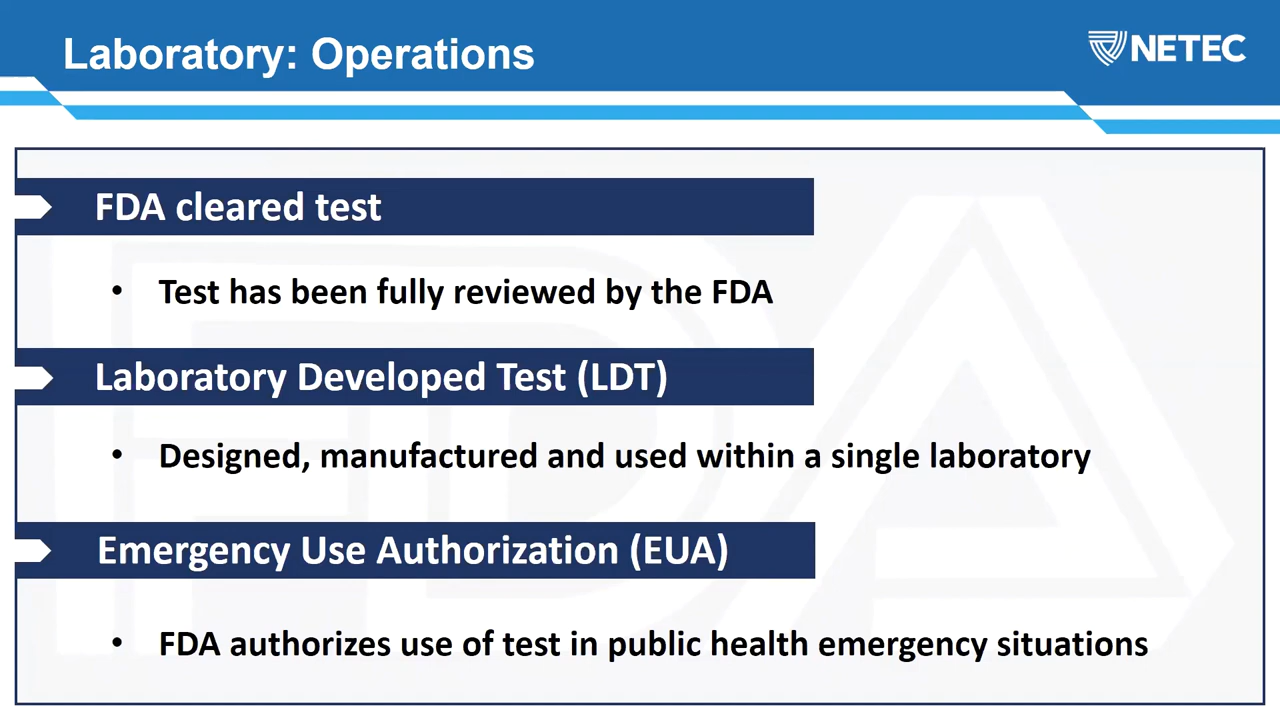 Laboratory: Operations
NETEC
FDA cleared test
• Test has been fully reviewed by the FDA
Laboratory Developed Test (LDT)
• Designed, manufactured and used within a single laboratory
Emergency Use Authorization (EUA)
• FDA authorizes use of test in public health emergency situations
FDA